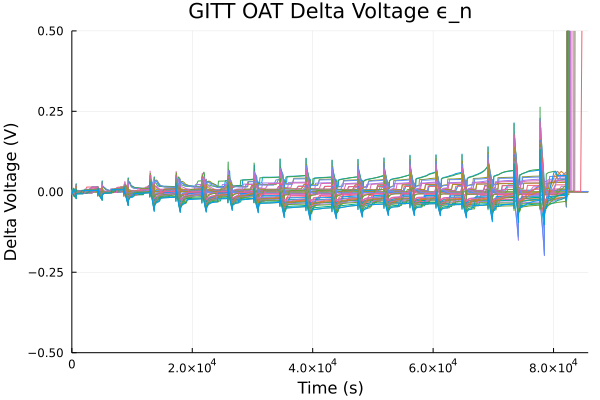 GITT OAT Delta Voltage ϵ_n
0.50
0.25
0.00
−0.25
−0.50
Delta Voltage (V)
0 2.0×10⁴ 4.0×10⁴ 6.0×10⁴ 8.0×10⁴
Time (s)